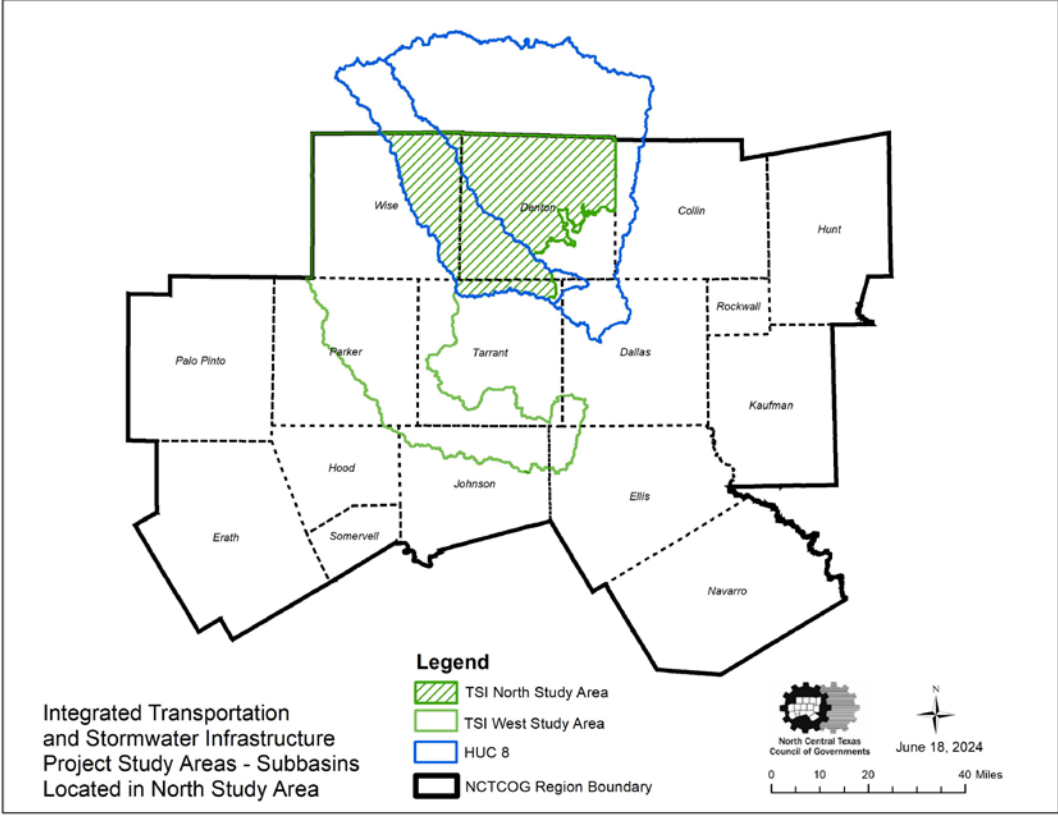 Wise
Denton
Collin
Hunt
Rockwall
Palo Pinto
Parker
Tarrant
Dallas
Kaufman
Hood
Johnson
Ellis
Erath
Somervell
Navarro
Legend
TSI North Study Area
TSI West Study Area
HUC 8
NCTCOG Region Boundary
Integrated Transportation
and Stormwater Infrastructure
Project Study Areas - Subbasins
Located in North Study Area
North Central Texas
Council of Governments
N
June 18, 2024
0 10 20 40 Miles